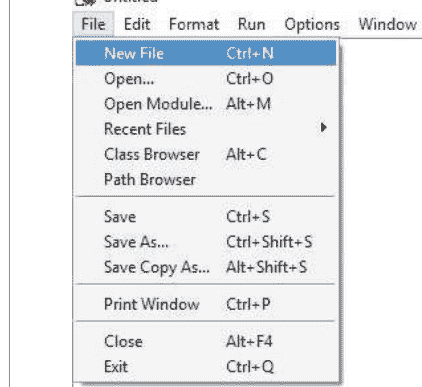 Untitled
File Edit Format Run Options Window
New File Ctrl+N
Open... Ctrl+O
Open Module... Alt+M
Recent Files
Class Browser Alt+C
Path Browser
Save Ctrl+S
Save As... Ctrl+Shift+S
Save Copy As... Alt+Shift+S
Print Window Ctrl+P
Close Alt+F4
Exit Ctrl+Q